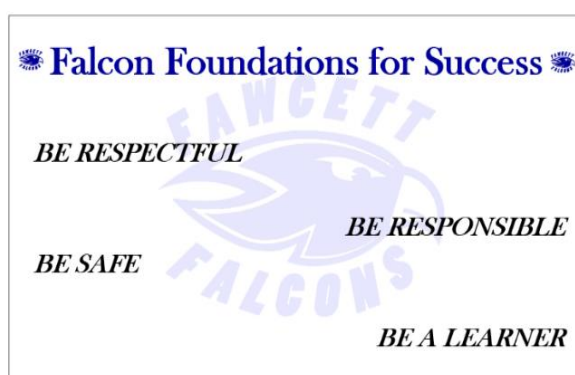 Falcon Foundations for Success
FAWCETT
BE RESPECTFUL
BE RESPONSIBLE
BE SAFE
FALCONS
BE A LEARNER